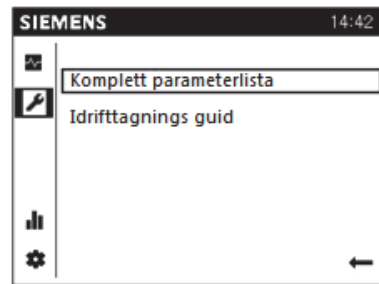 SIEMENS 14:42
Komplett parameterlista
Idrifttagnings guid